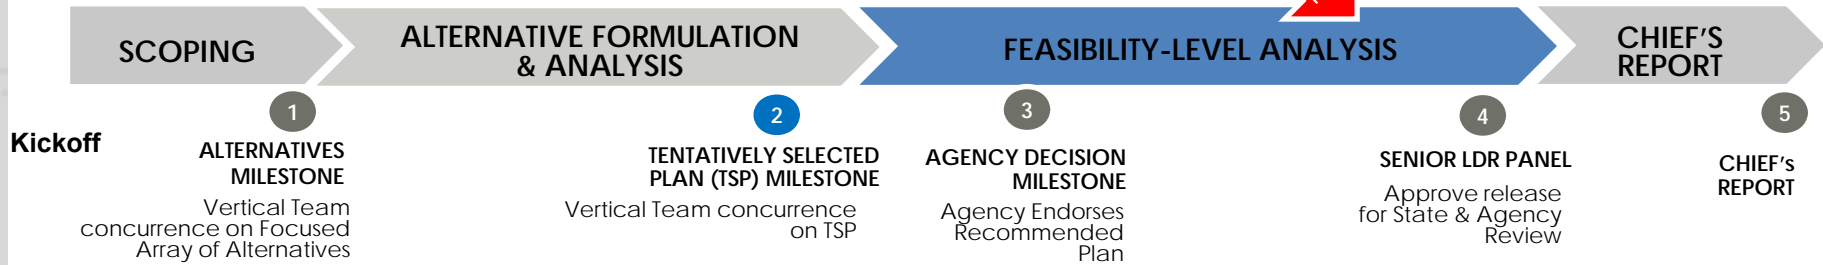 SCOPING
ALTERNATIVE FORMULATION
& ANALYSIS
FEASIBILITY-LEVEL ANALYSIS
CHIEF'S
REPORT
Kickoff
1
ALTERNATIVES
MILESTONE
Vertical Team
concurrence on Focused
Array of Alternatives
2
TENTATIVELY SELECTED
PLAN (TSP) MILESTONE
Vertical Team concurrence
on TSP
3
AGENCY DECISION
MILESTONE
Agency Endorses
Recommended
Plan
4
SENIOR LDR PANEL
Approve release
for State & Agency
Review
5
CHIEF's
REPORT